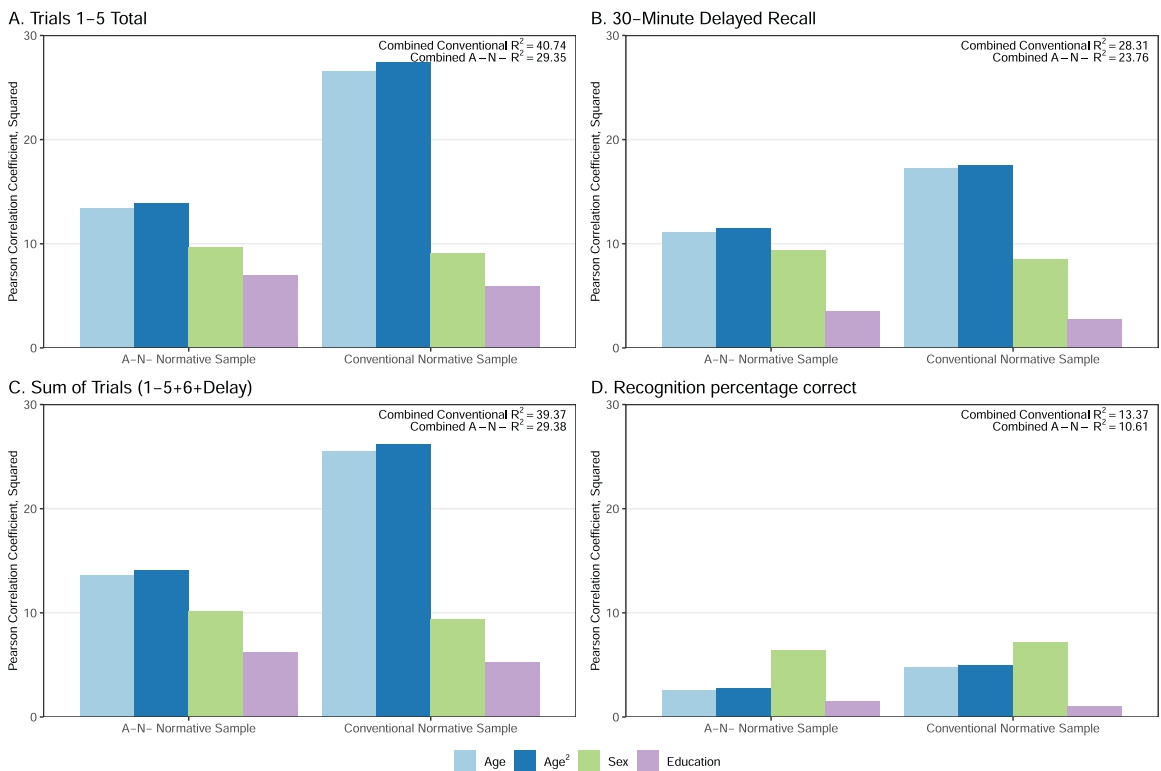 A. Trials 1–5 Total
Combined Conventional R² = 40.74
Combined A−N− R² = 29.35
Pearson Correlation Coefficient, Squared
30
20
10
0
A−N− Normative Sample
Conventional Normative Sample
B. 30–Minute Delayed Recall
Combined Conventional R² = 28.31
Combined A−N− R² = 23.76
Pearson Correlation Coefficient, Squared
30
20
10
0
A−N− Normative Sample
Conventional Normative Sample
C. Sum of Trials (1–5+6+Delay)
Combined Conventional R² = 39.37
Combined A−N− R² = 29.38
Pearson Correlation Coefficient, Squared
30
20
10
0
A−N− Normative Sample
Conventional Normative Sample
D. Recognition percentage correct
Combined Conventional R² = 13.37
Combined A−N− R² = 10.61
Pearson Correlation Coefficient, Squared
30
20
10
0
A−N− Normative Sample
Conventional Normative Sample
Age
Age²
Sex
Education